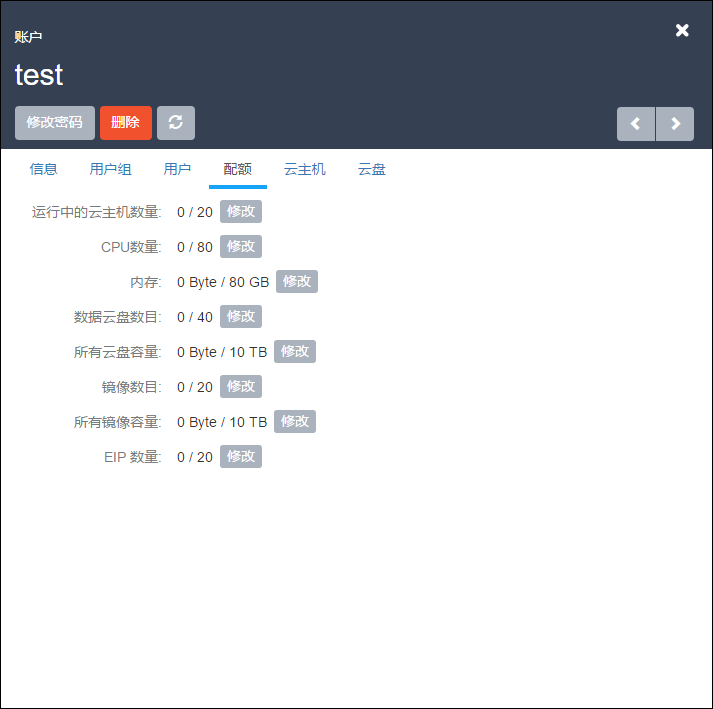 账户
test
修改密码 删除
信息 用户组 用户 配额 云主机 云盘
运行中的云主机数量: 0 / 20 修改
CPU数量: 0 / 80 修改
内存: 0 Byte / 80 GB 修改
数据云盘数目: 0 / 40 修改
所有云盘容量: 0 Byte / 10 TB 修改
镜像数目: 0 / 20 修改
所有镜像容量: 0 Byte / 10 TB 修改
EIP 数量: 0 / 20 修改